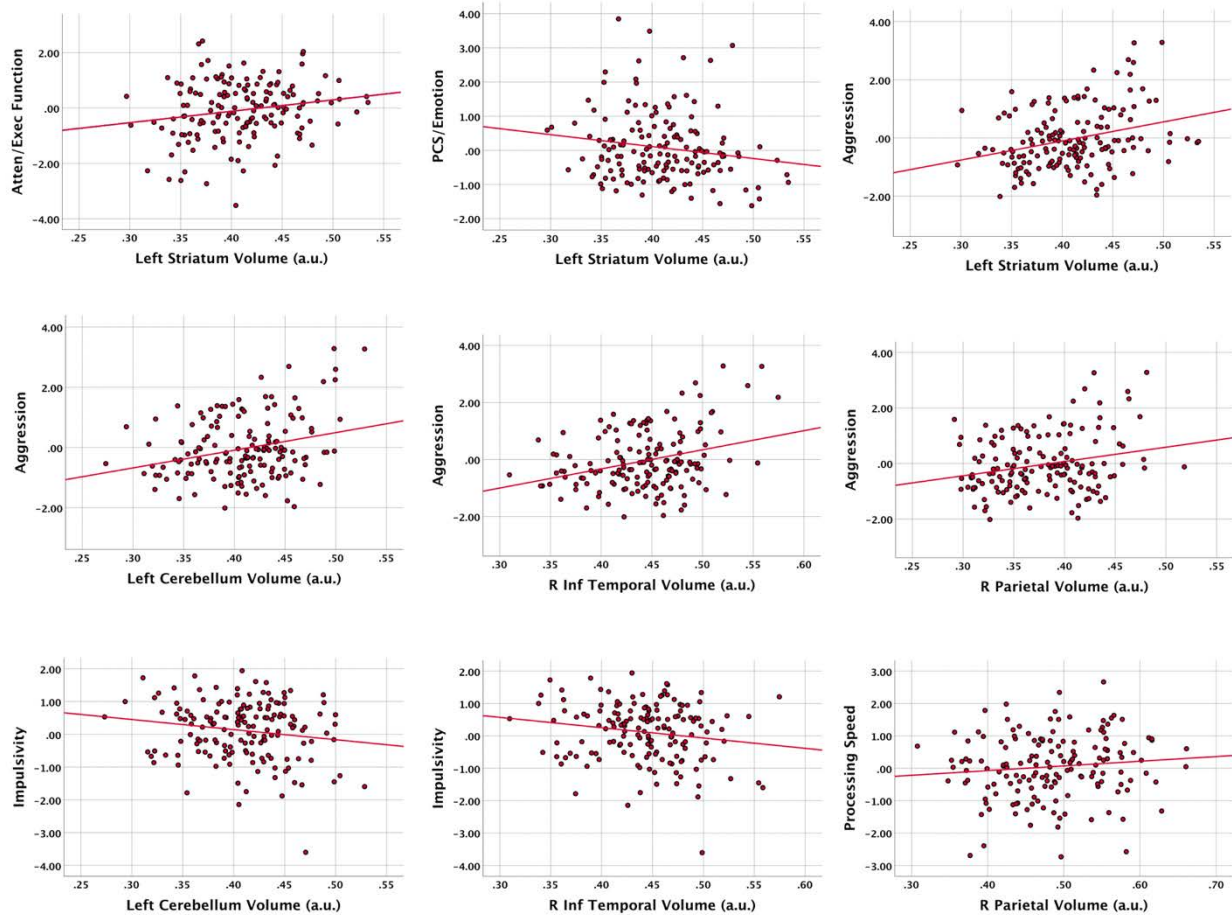 2.00
.00
-2.00
-4.00
Atten/Exec Function
.25 .30 .35 .40 .45 .50 .55
Left Striatum Volume (a.u.)
4.00
3.00
2.00
1.00
.00
-1.00
-2.00
PCS/Emotion
.25 .30 .35 .40 .45 .50 .55
Left Striatum Volume (a.u.)
4.00
2.00
.00
-2.00
Aggression
.25 .30 .35 .40 .45 .50 .55
Left Striatum Volume (a.u.)
4.00
2.00
.00
-2.00
Aggression
.25 .30 .35 .40 .45 .50 .55
Left Cerebellum Volume (a.u.)
4.00
2.00
.00
-2.00
Aggression
.30 .35 .40 .45 .50 .55 .60
R Inf Temporal Volume (a.u.)
4.00
2.00
.00
-2.00
Aggression
.25 .30 .35 .40 .45 .50 .55
R Parietal Volume (a.u.)
2.00
1.00
.00
-1.00
-2.00
-3.00
-4.00
Impulsivity
.25 .30 .35 .40 .45 .50 .55
Left Cerebellum Volume (a.u.)
2.00
1.00
.00
-1.00
-2.00
-3.00
-4.00
Impulsivity
.30 .35 .40 .45 .50 .55 .60
R Inf Temporal Volume (a.u.)
3.00
2.00
1.00
.00
-1.00
-2.00
-3.00
Processing Speed
.30 .40 .50 .60 .70
R Parietal Volume (a.u.)